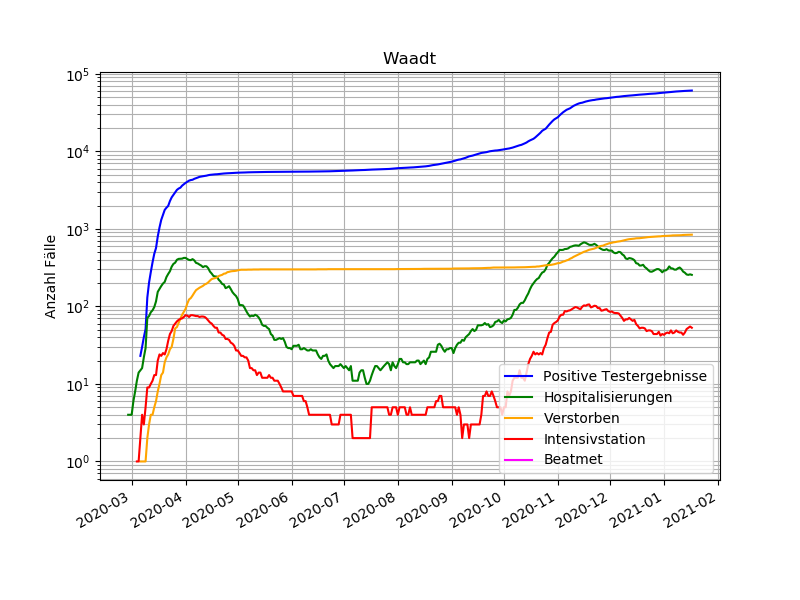 Waadt
Anzahl Fälle
10^5
10^4
10^3
10^2
10^1
10^0
Positive Testergebnisse
Hospitalisierungen
Verstorben
Intensivstation
Beatmet
2020-03 2020-04 2020-05 2020-06 2020-07 2020-08 2020-09 2020-10 2020-11 2020-12 2021-01 2021-02